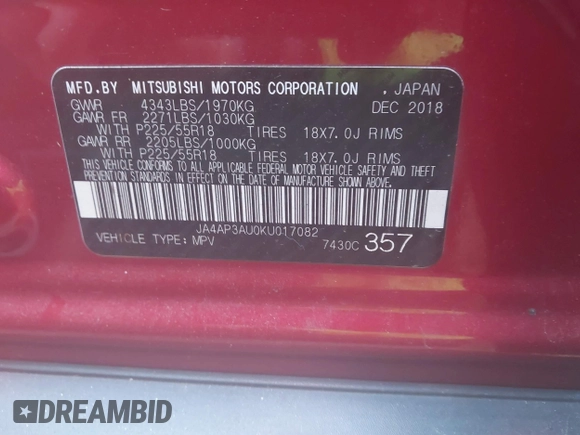 MFD.BY MITSUBISHI MOTORS CORPORATION , JAPAN
GVWR 4343LBS/1970KG DEC 2018
GAWR FR 2271LBS/1030KG
WITH P225/55R18 TIRES 18X7.0J RIMS
GAWR RR 2205LBS/1000KG
WITH P225/55R18 TIRES 18X7.0J RIMS
THIS VEHICLE CONFORMS TO ALL APPLICABLE FEDERAL MOTOR VEHICLE SAFETY AND THEFT
PREVENTION STANDARDS IN EFFECT ON THE DATE OF MANUFACTURE SHOWN ABOVE.
JA4AP3AU0KU017082
VEHICLE TYPE: MPV 7430C 357
DREAMBID